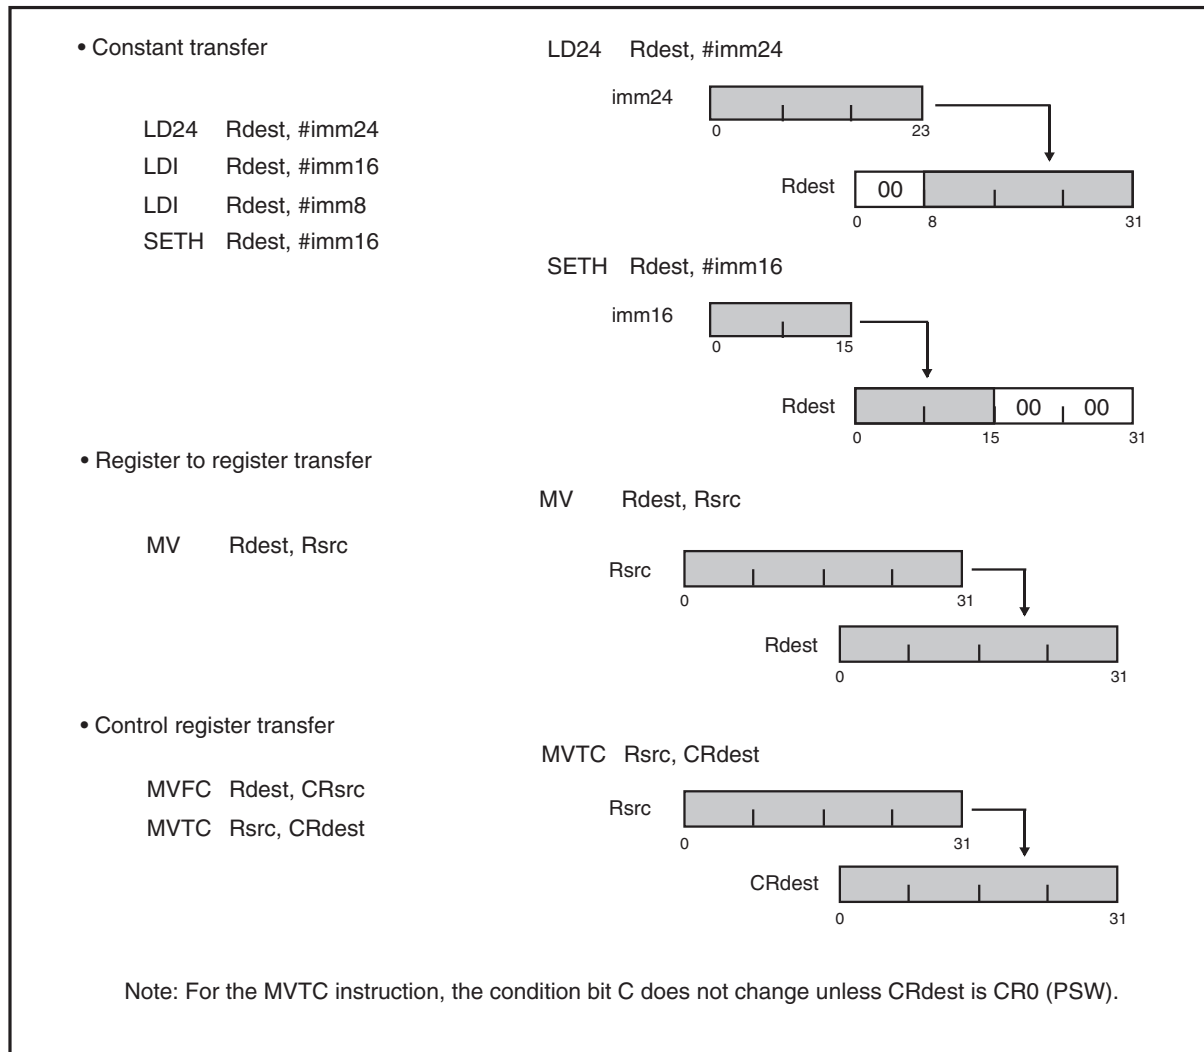 • Constant transfer
LD24 Rdest, #imm24
LDI Rdest, #imm16
LDI Rdest, #imm8
SETH Rdest, #imm16
LD24 Rdest, #imm24
imm24
0 23
Rdest 00
0 8 31
SETH Rdest, #imm16
imm16
0 15
Rdest 00 00
0 15 31
• Register to register transfer
MV Rdest, Rsrc
MV Rdest, Rsrc
Rsrc
0 31
Rdest
0 31
• Control register transfer
MVFC Rdest, CRsrc
MVTC Rsrc, CRdest
MVTC Rsrc, CRdest
Rsrc
0 31
CRdest
0 31
Note: For the MVTC instruction, the condition bit C does not change unless CRdest is CR0 (PSW).